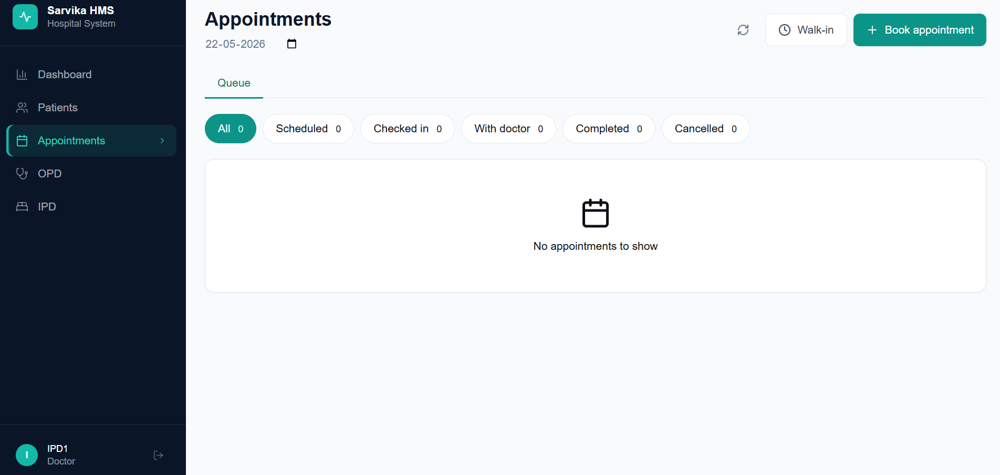 Sarvika HMS
Hospital System
Dashboard
Patients
Appointments
OPD
IPD
I
IPD1
Doctor
Appointments
22-05-2026
Walk-in
Book appointment
Queue
All 0
Scheduled 0
Checked in 0
With doctor 0
Completed 0
Cancelled 0
No appointments to show